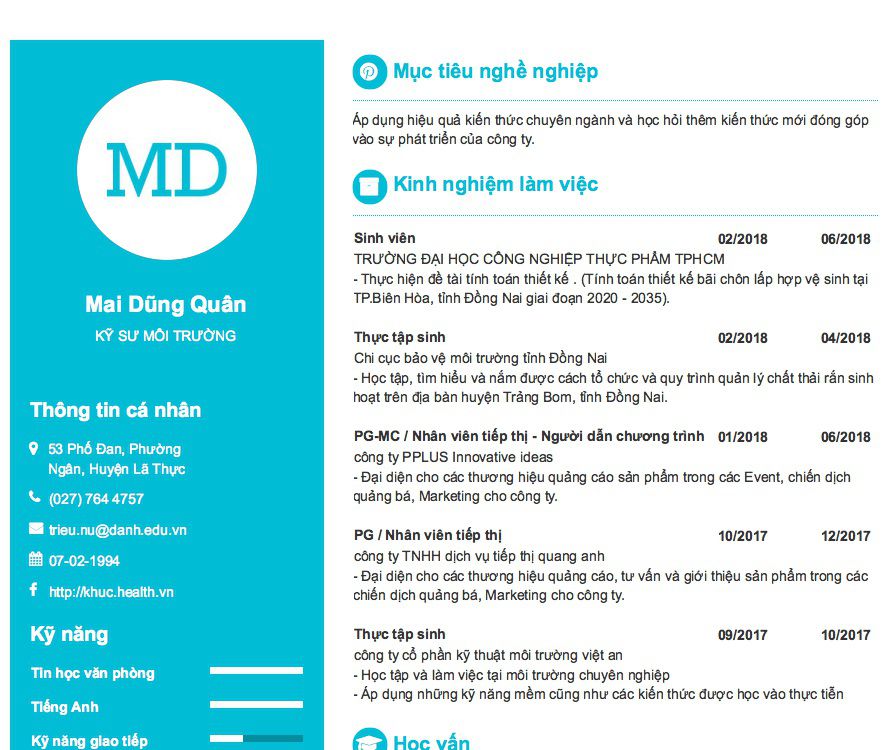 MD
Mai Dũng Quân
KỸ SƯ MÔI TRƯỜNG
Thông tin cá nhân
53 Phố Đan, Phường
Ngân, Huyện Lã Thực
(027) 764 4757
trieu.nu@danh.edu.vn
07-02-1994
http://khuc.health.vn
Kỹ năng
Tin học văn phòng
Tiếng Anh
Kỹ năng giao tiếp
Mục tiêu nghề nghiệp
Áp dụng hiệu quả kiến thức chuyên ngành và học hỏi thêm kiến thức mới đóng góp
vào sự phát triển của công ty.
Kinh nghiệm làm việc
Sinh viên 02/2018 06/2018
TRƯỜNG ĐẠI HỌC CÔNG NGHIỆP THỰC PHẨM TPHCM
- Thực hiện đề tài tính toán thiết kế . (Tính toán thiết kế bãi chôn lấp hợp vệ sinh tại
TP.Biên Hòa, tỉnh Đồng Nai giai đoạn 2020 - 2035).
Thực tập sinh 02/2018 04/2018
Chi cục bảo vệ môi trường tỉnh Đồng Nai
- Học tập, tìm hiểu và nắm được cách tổ chức và quy trình quản lý chất thải rắn sinh
hoạt trên địa bàn huyện Trảng Bom, tỉnh Đồng Nai.
PG-MC / Nhân viên tiếp thị - Người dẫn chương trình 01/2018 06/2018
công ty PPLUS Innovative ideas
- Đại diện cho các thương hiệu quảng cáo sản phẩm trong các Event, chiến dịch
quảng bá, Marketing cho công ty.
PG / Nhân viên tiếp thị 10/2017 12/2017
công ty TNHH dịch vụ tiếp thị quang anh
- Đại diện cho các thương hiệu quảng cáo, tư vấn và giới thiệu sản phẩm trong các
chiến dịch quảng bá, Marketing cho công ty.
Thực tập sinh 09/2017 10/2017
công ty cổ phần kỹ thuật môi trường việt an
- Học tập và làm việc tại môi trường chuyên nghiệp
- Áp dụng những kỹ năng mềm cũng như các kiến thức được học vào thực tiễn
Học vấn